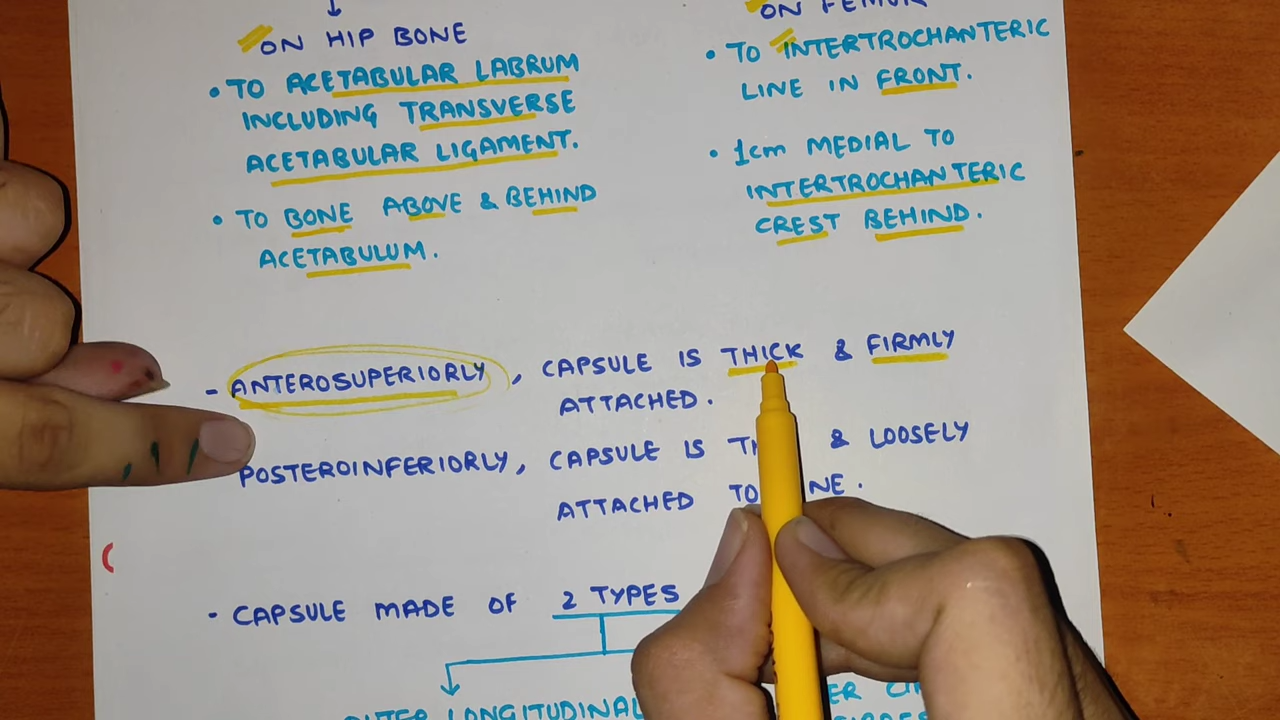 ON HIP BONE
• TO ACETABULAR LABRUM
INCLUDING TRANSVERSE
ACETABULAR LIGAMENT.
• TO BONE ABOVE & BEHIND
ACETABULUM.
ON FEMUR
• TO INTERTROCHANTERIC
LINE IN FRONT.
• 1cm MEDIAL TO
INTERTROCHANTERIC
CREST BEHIND.
- ANTEROSUPERIORLY, CAPSULE IS THICK & FIRMLY
ATTACHED.
POSTEROINFERIORLY, CAPSULE IS & LOOSELY
ATTACHED TO
• CAPSULE MADE OF 2 TYPES
OUTER LONGITUDINAL